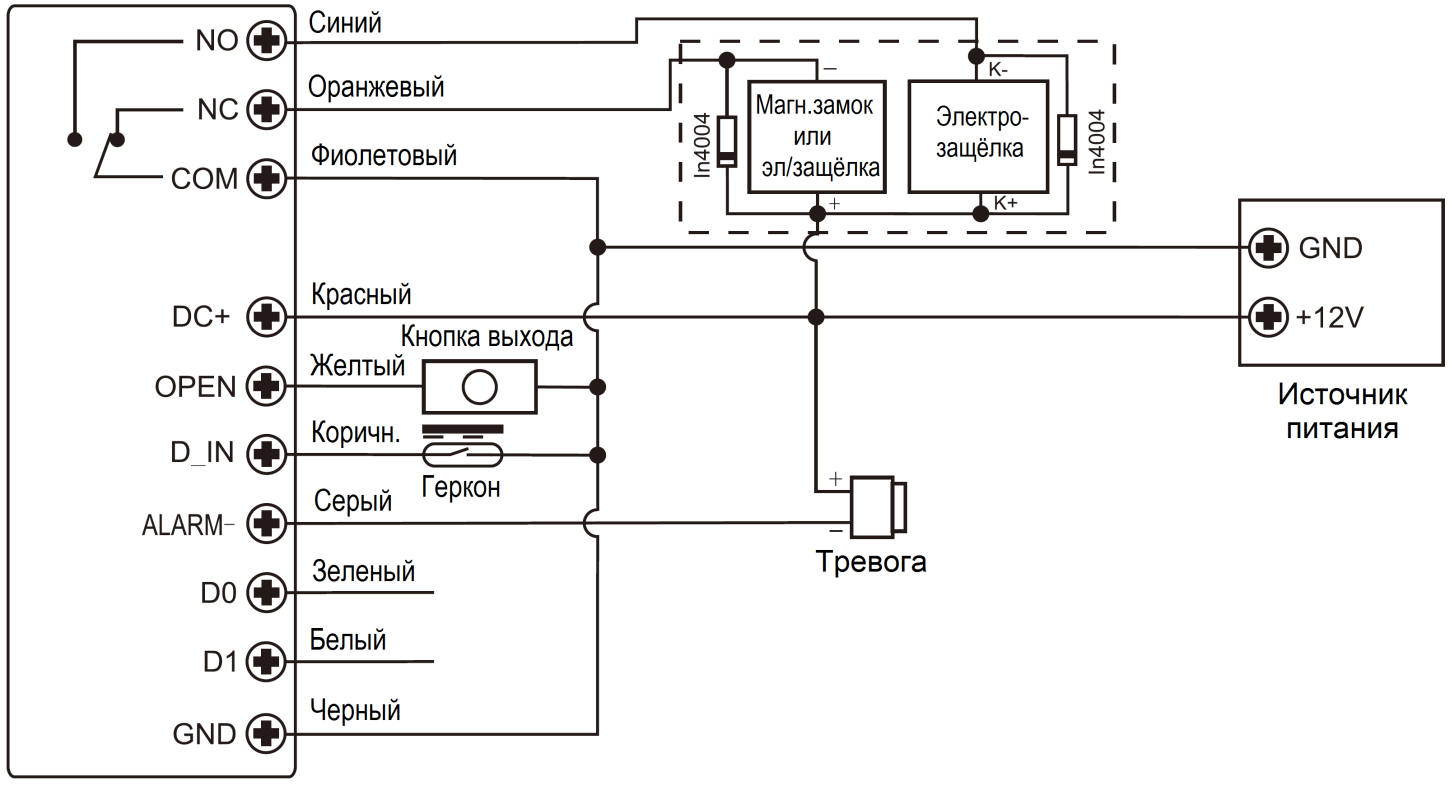 NO
Синий
NC
Оранжевый
COM
Фиолетовый
In4004
–
Магн.замок
или
эл/защёлка
+
K-
Электро-
защёлка
K+
In4004
GND
+12V
Источник
питания
DC+
Красный
Кнопка выхода
OPEN
Желтый
D_IN
Коричн.
Геркон
ALARM–
Серый
+
–
Тревога
D0
Зеленый
D1
Белый
GND
Черный